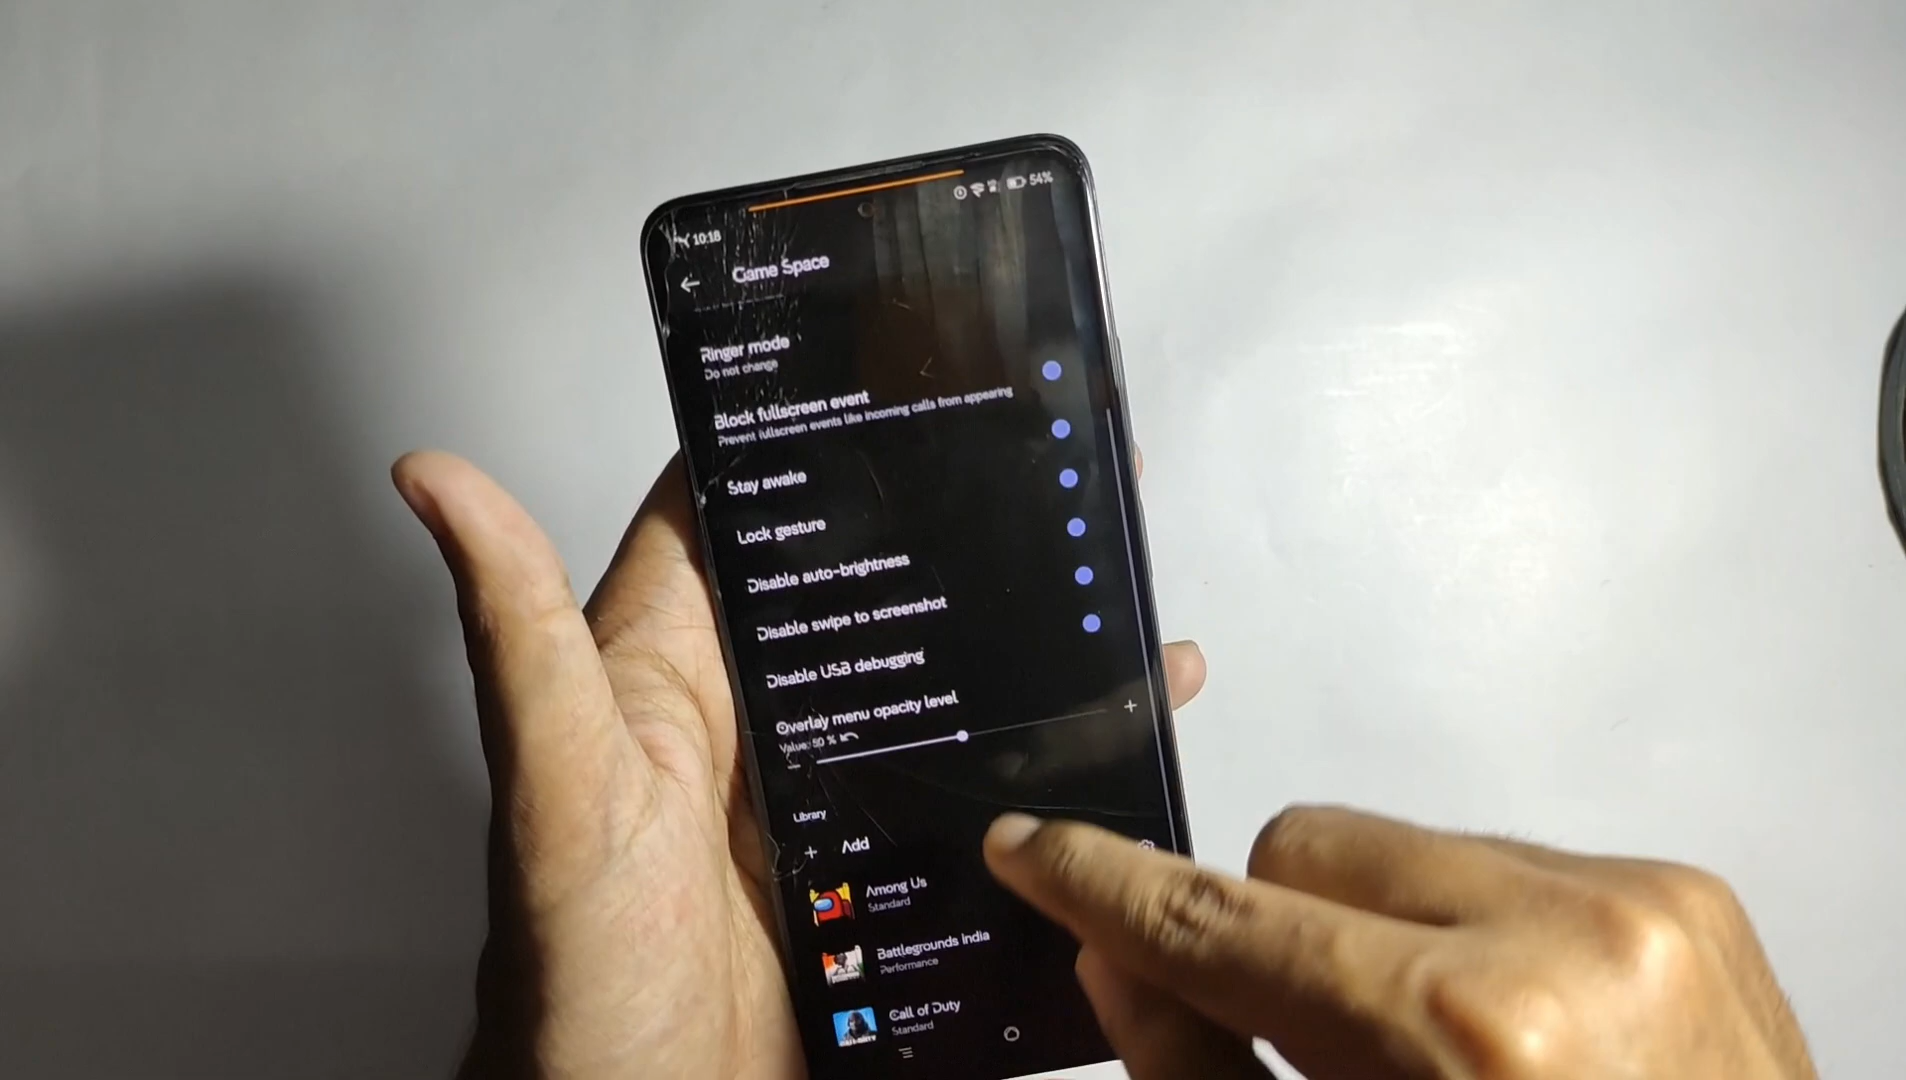 10:18
54%
Game Space
Ringer mode
Do not change
Block fullscreen event
Prevent fullscreen events like incoming calls from appearing
Stay awake
Lock gesture
Disable auto-brightness
Disable swipe to screenshot
Disable USB debugging
Overlay menu opacity level
Value: 50 %
Library
+ Add
Among Us
Standard
Battlegrounds India
Performance
Call of Duty
Standard